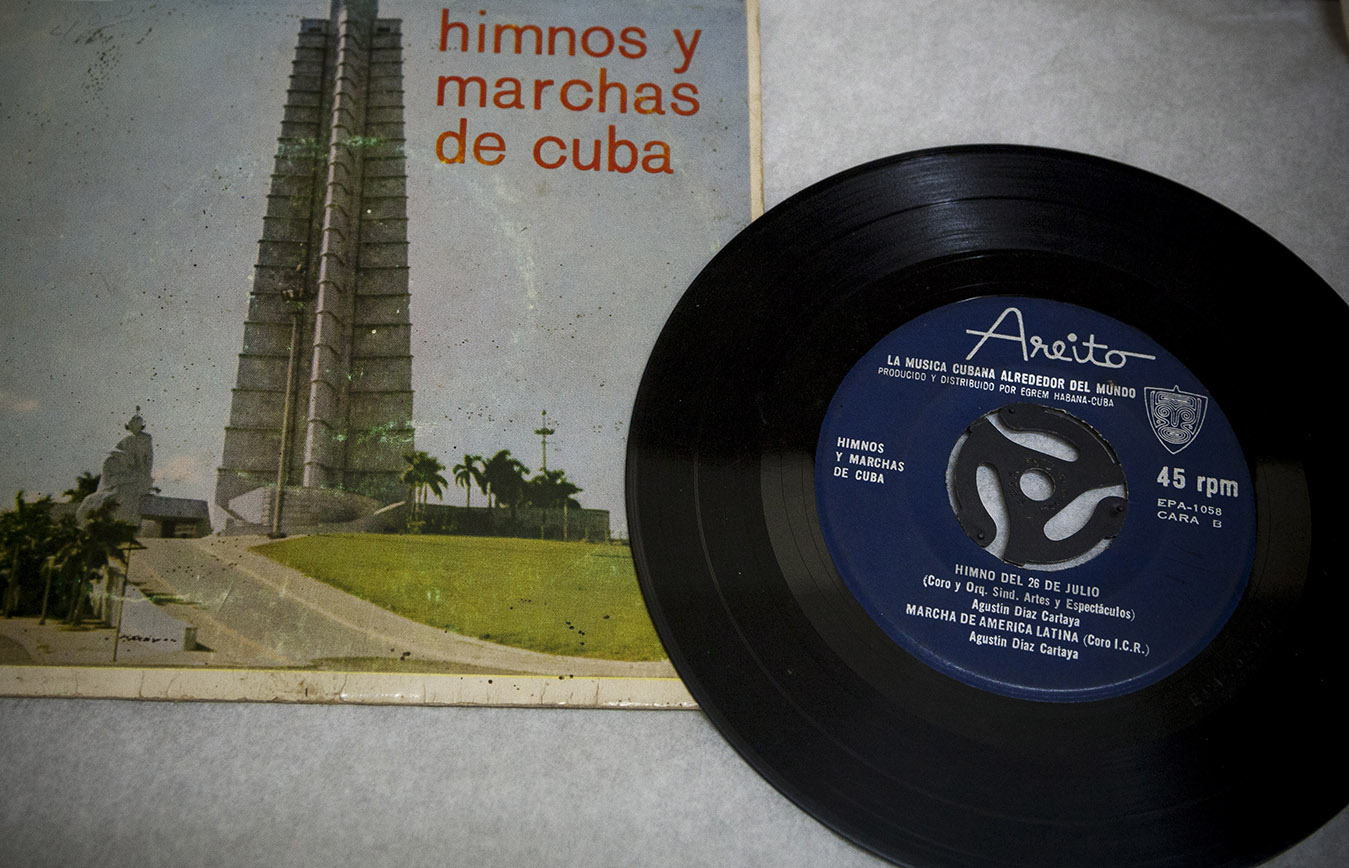 himnos y
marchas
de cuba
Areito
LA MUSICA CUBANA ALREDEDOR DEL MUNDO
PRODUCIDO Y DISTRIBUIDO POR EGREM HABANA-CUBA
HIMNOS
Y MARCHAS
DE CUBA
45 rpm
EPA-1058
CARA B
HIMNO DEL 26 DE JULIO
(Coro y Orq. Sind. Artes y Espectáculos)
Agustín Díaz Cartaya
MARCHA DE AMERICA LATINA (Coro I.C.R.)
Agustín Díaz Cartaya